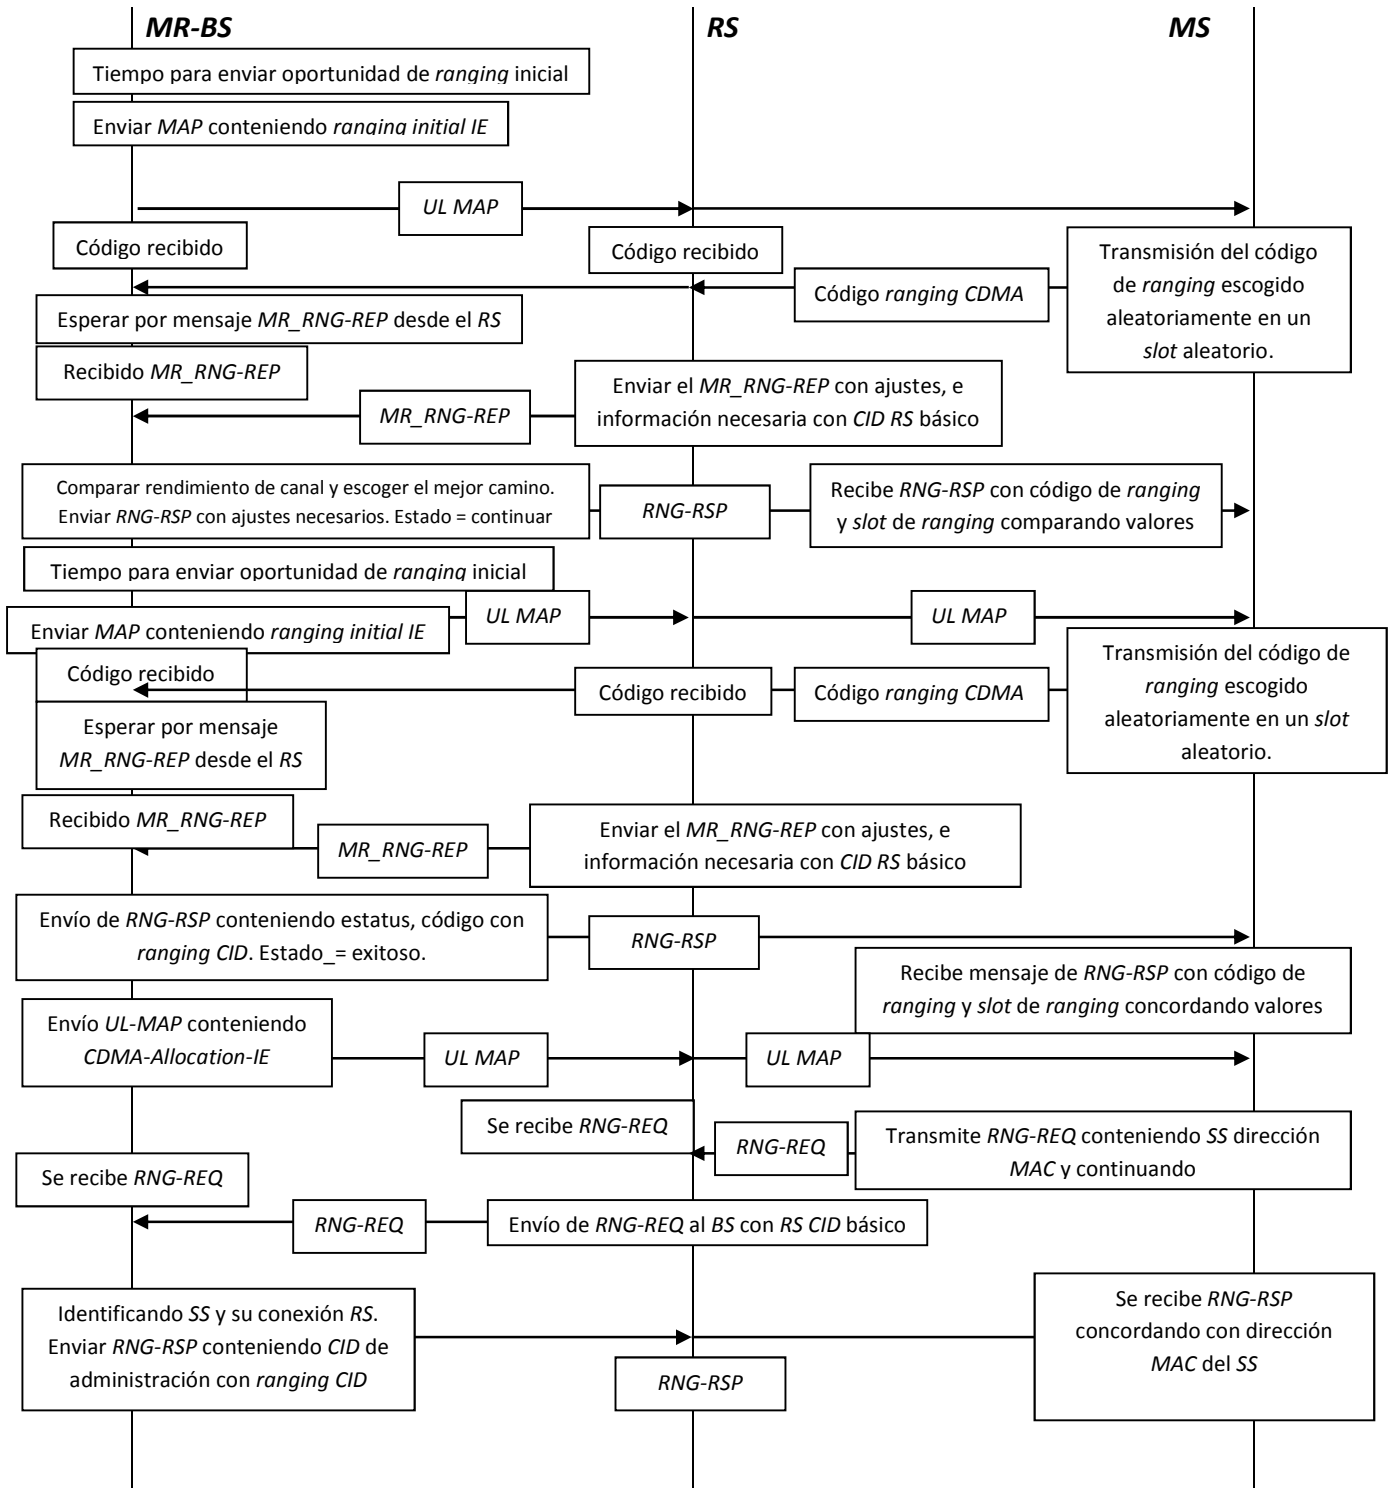 MR-BS
RS
MS
Tiempo para enviar oportunidad de ranging inicial
Enviar MAP conteniendo ranging initial IE
UL MAP
Código recibido
Código recibido
Transmisión del código
de ranging escogido
aleatoriamente en un
slot aleatorio.
Código ranging CDMA
Esperar por mensaje MR_RNG-REP desde el RS
Recibido MR_RNG-REP
Enviar el MR_RNG-REP con ajustes, e
información necesaria con CID RS básico
MR_RNG-REP
Comparar rendimiento de canal y escoger el mejor camino.
Enviar RNG-RSP con ajustes necesarios. Estado = continuar
RNG-RSP
Recibe RNG-RSP con código de ranging
y slot de ranging comparando valores
Tiempo para enviar oportunidad de ranging inicial
UL MAP
UL MAP
Enviar MAP conteniendo ranging initial IE
Código recibido
Código recibido
Código ranging CDMA
Transmisión del código de
ranging escogido
aleatoriamente en un slot
aleatorio.
Esperar por mensaje
MR_RNG-REP desde el RS
Recibido MR_RNG-REP
MR_RNG-REP
Enviar el MR_RNG-REP con ajustes, e
información necesaria con CID RS básico
Envío de RNG-RSP conteniendo estatus, código con
ranging CID. Estado_= exitoso.
RNG-RSP
Recibe mensaje de RNG-RSP con código de
ranging y slot de ranging concordando valores
Envío UL-MAP conteniendo
CDMA-Allocation-IE
UL MAP
UL MAP
Se recibe RNG-REQ
RNG-REQ
Transmite RNG-REQ conteniendo SS dirección
MAC y continuando
Se recibe RNG-REQ
RNG-REQ
Envío de RNG-REQ al BS con RS CID básico
Identificando SS y su conexión RS.
Enviar RNG-RSP conteniendo CID de
administración con ranging CID
RNG-RSP
Se recibe RNG-RSP
concordando con dirección
MAC del SS